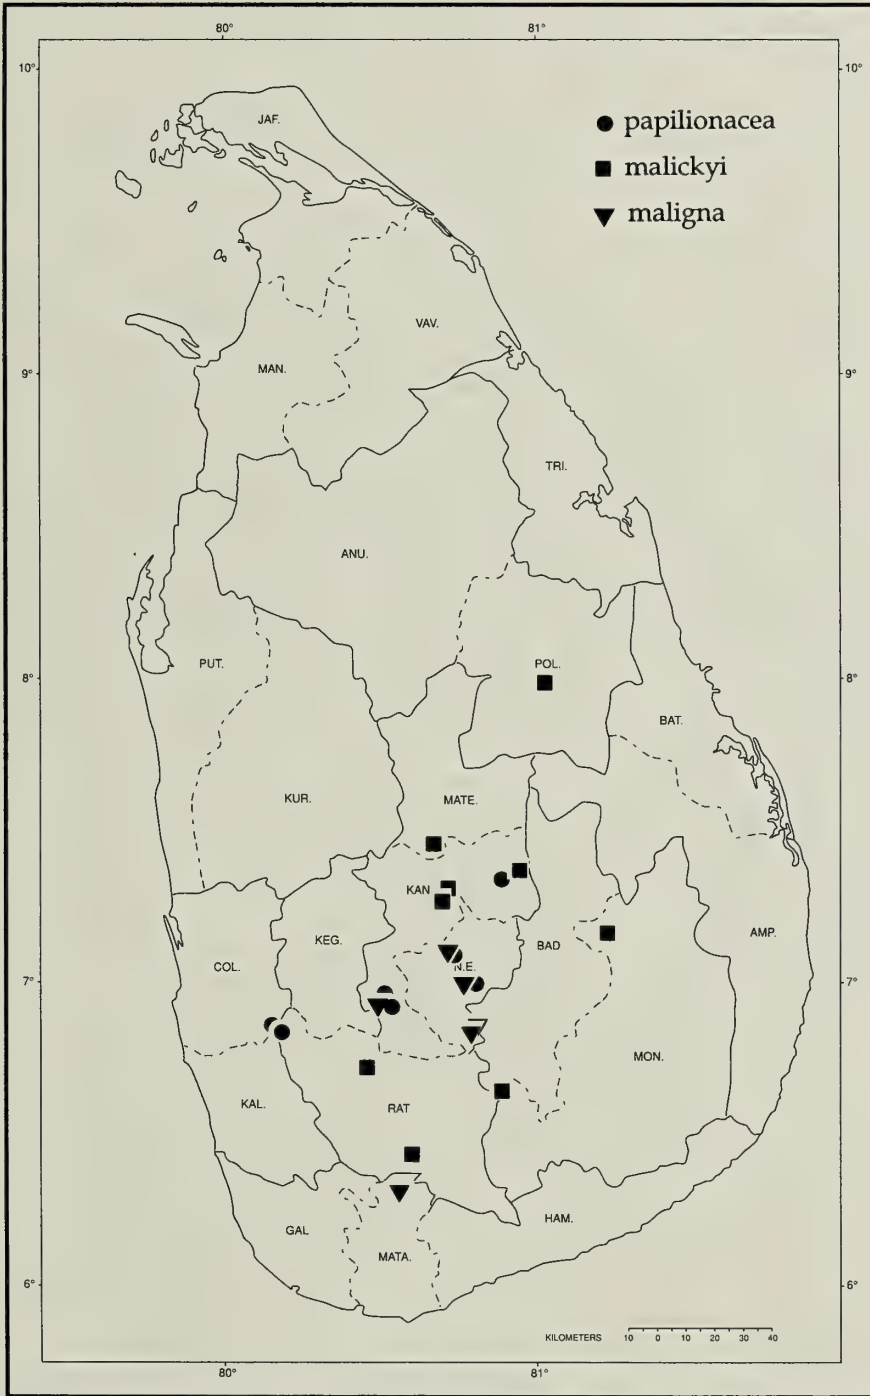 80° 81°
10° 10°
JAF.
papilionacea
malickyi
maligna
VAV.
MAN.
9° 9°
TRI.
ANU.
PUT.
POL.
8° 8°
BAT.
KUR.
MATE.
KAN
KEG.
BAD
AMP.
COL.
N.E.
7° 7°
MON.
KAL.
RAT
HAM.
GAL
MATA.
6° 6°
KILOMETERS 10 0 10 20 30 40
80° 81°